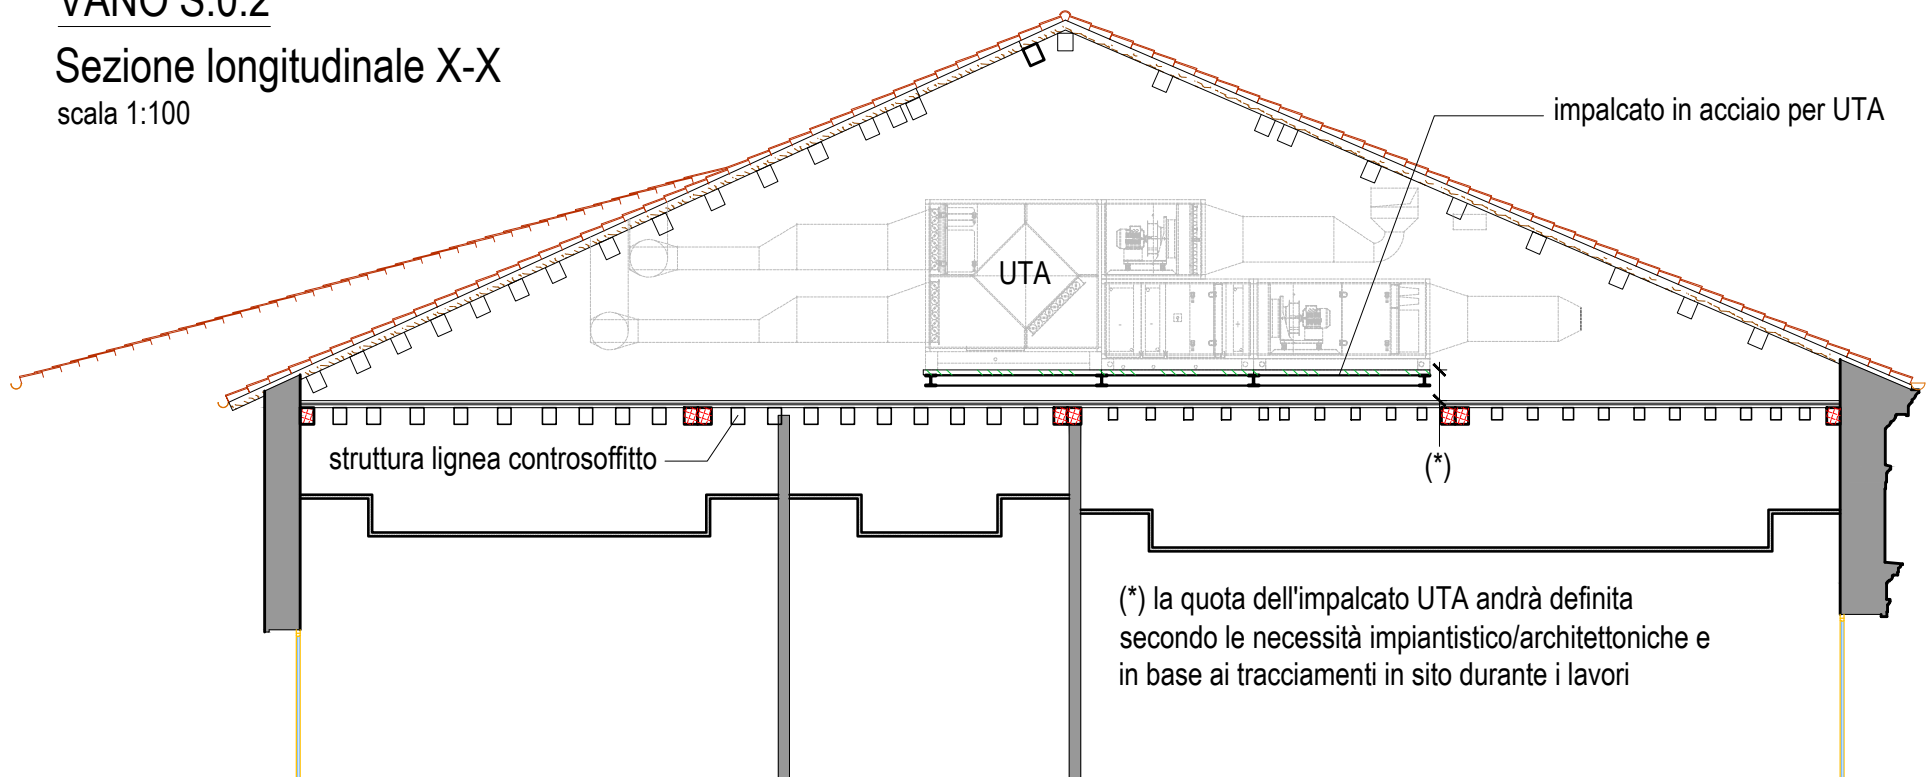 VANO S.0.2
Sezione longitudinale X-X
scala 1:100
impalcato in acciaio per UTA
UTA
struttura lignea controsoffitto
(*)
(*) la quota dell'impalcato UTA andrà definita
secondo le necessità impiantistico/architettoniche e
in base ai tracciamenti in sito durante i lavori